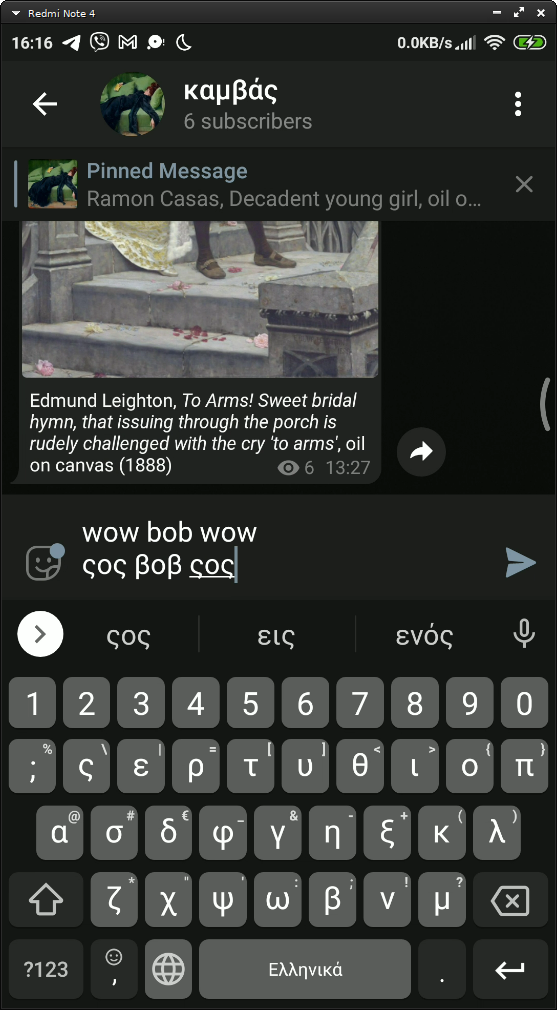 Redmi Note 4
16:16
0.0KB/s
καμβάς
6 subscribers
Pinned Message
Ramon Casas, Decadent young girl, oil o...
Edmund Leighton, To Arms! Sweet bridal
hymn, that issuing through the porch is
rudely challenged with the cry 'to arms', oil
on canvas (1888)
6 13:27
wow bob wow
ςος βοβ ςος
ςος εις ενός
1 2 3 4 5 6 7 8 9 0
% \ | = [ ] < > { }
; ς ε ρ τ υ θ ι ο π
@ # € _ & - + ( )
α σ δ φ γ η ξ κ λ
* " ' : ; ! ?
ζ χ ψ ω β ν μ
?123 , Ελληνικά .